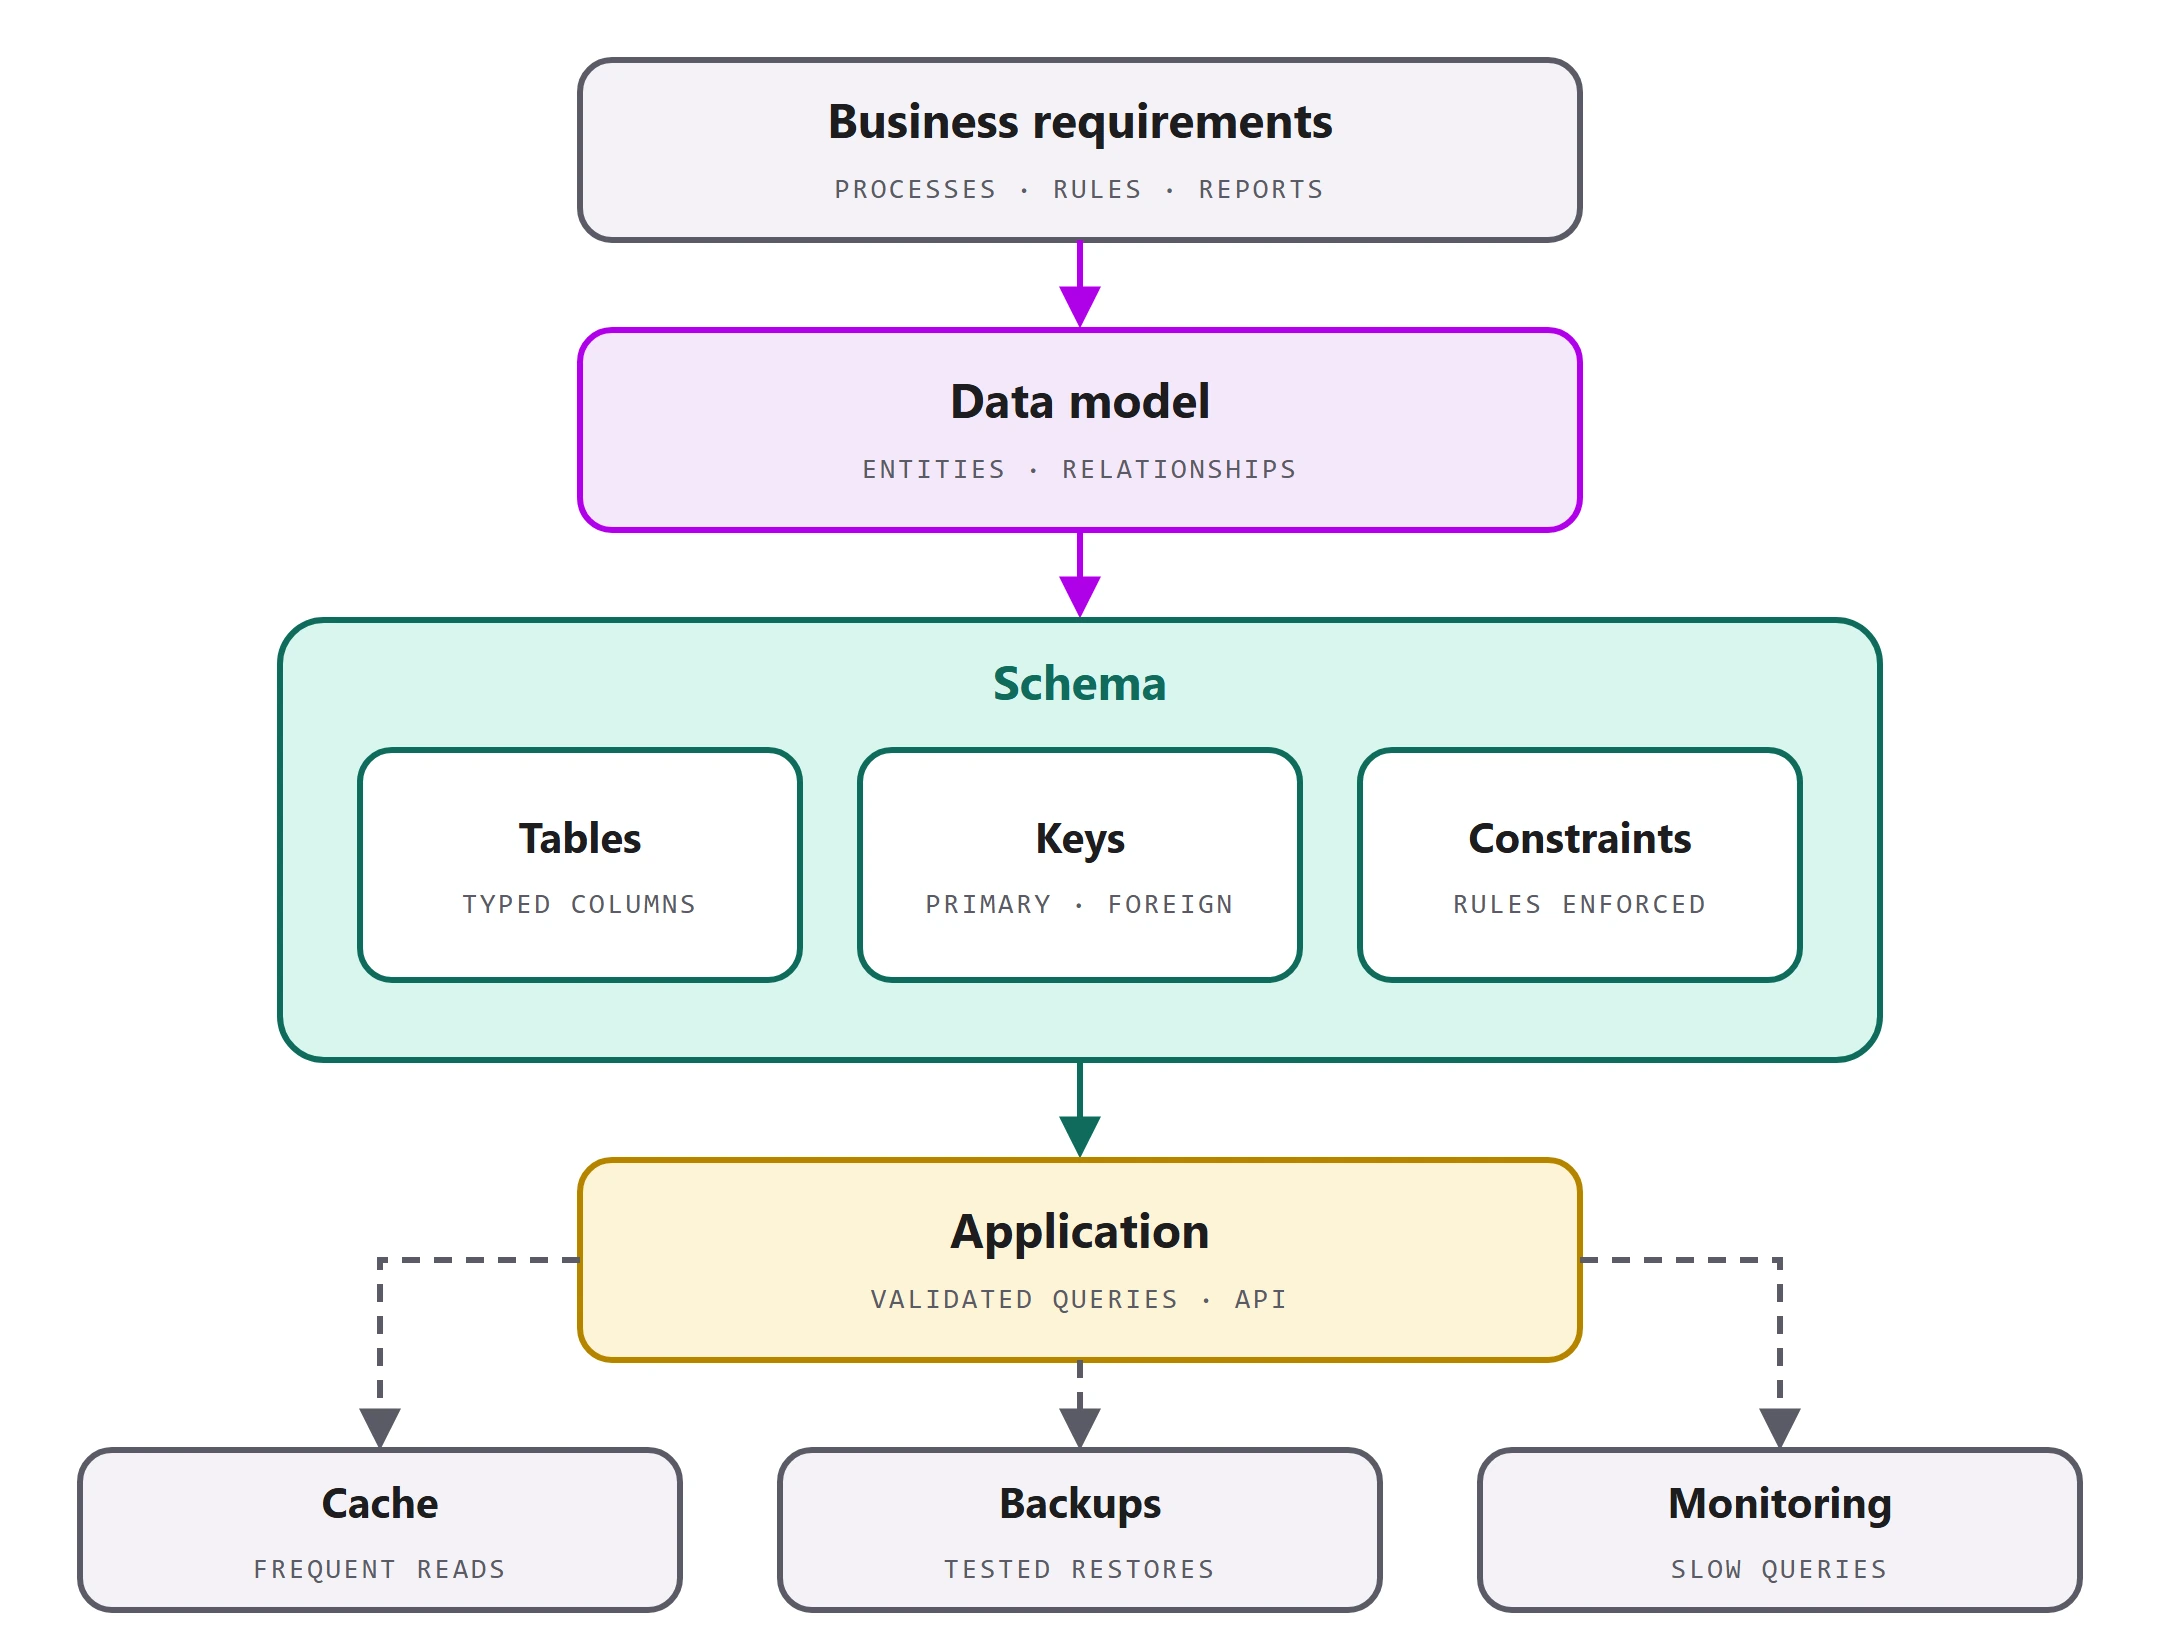 Business requirements
PROCESSES · RULES · REPORTS
Data model
ENTITIES · RELATIONSHIPS
Schema
Tables
TYPED COLUMNS
Keys
PRIMARY · FOREIGN
Constraints
RULES ENFORCED
Application
VALIDATED QUERIES · API
Cache
FREQUENT READS
Backups
TESTED RESTORES
Monitoring
SLOW QUERIES